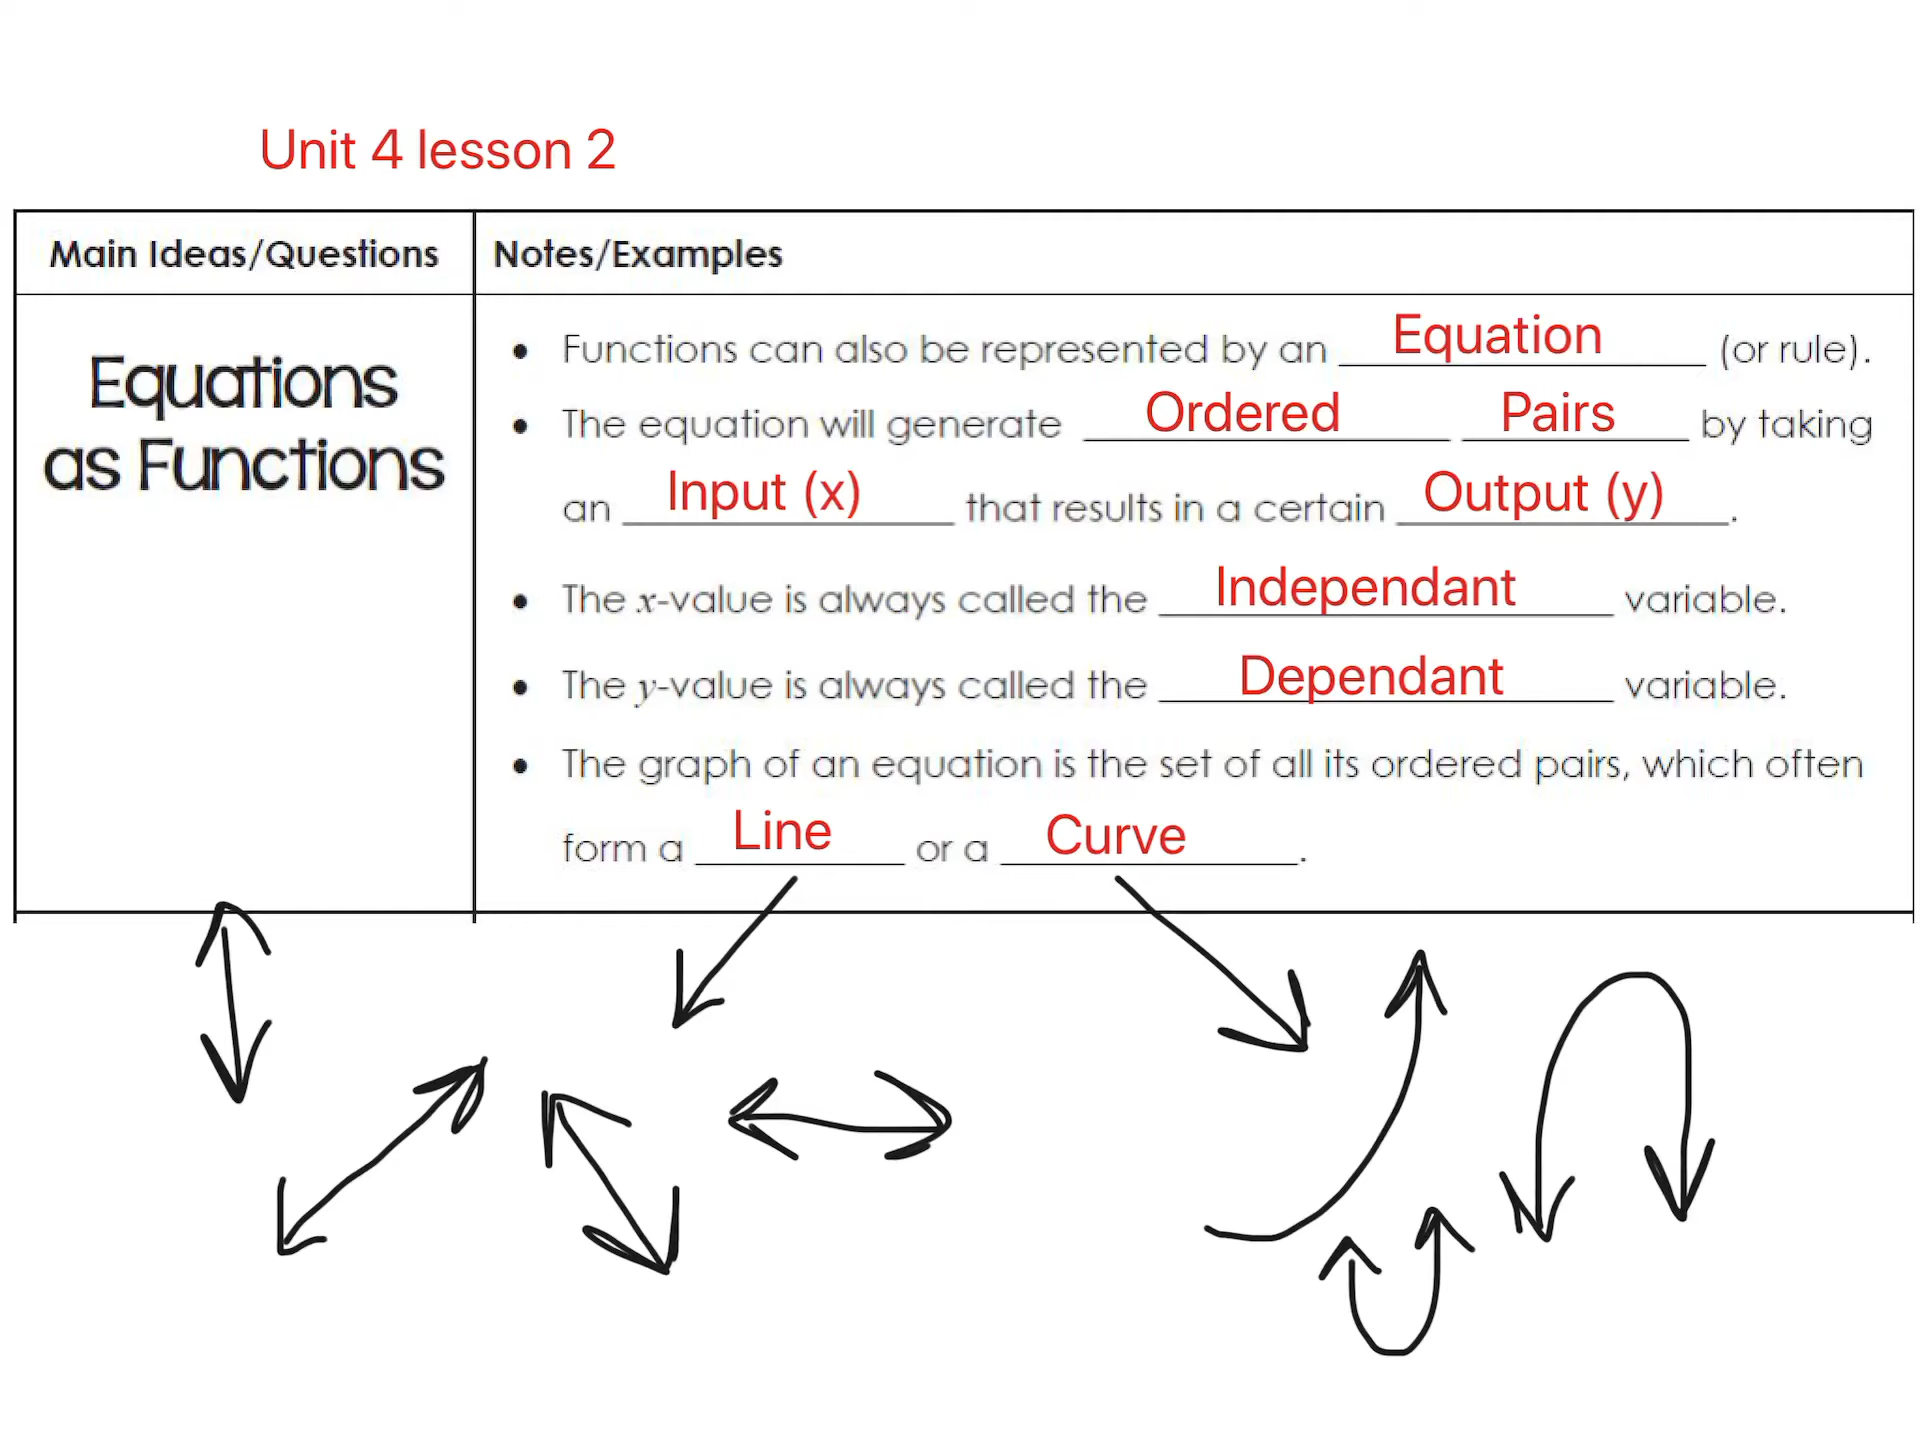 Unit 4 lesson 2
Main Ideas/Questions
Notes/Examples
Equations
as Functions
• Functions can also be represented by an Equation (or rule).
• The equation will generate Ordered Pairs by taking
an Input (x) that results in a certain Output (y).
• The x-value is always called the Independant variable.
• The y-value is always called the Dependant variable.
• The graph of an equation is the set of all its ordered pairs, which often
form a Line or a Curve.